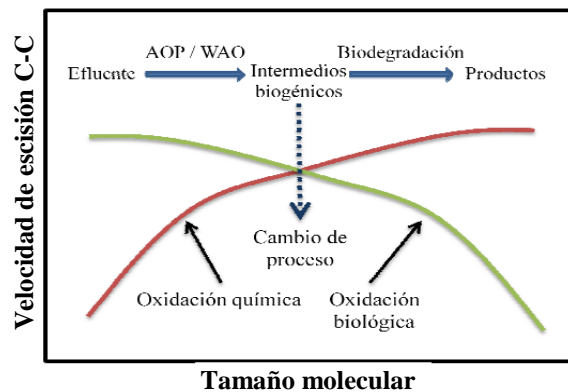 AOP / WAO
Biodegradación
Efluente
Intermedios
biogénicos
Productos
Velocidad de escisión C-C
Cambio de
proceso
Oxidación química
Oxidación
biológica
Tamaño molecular